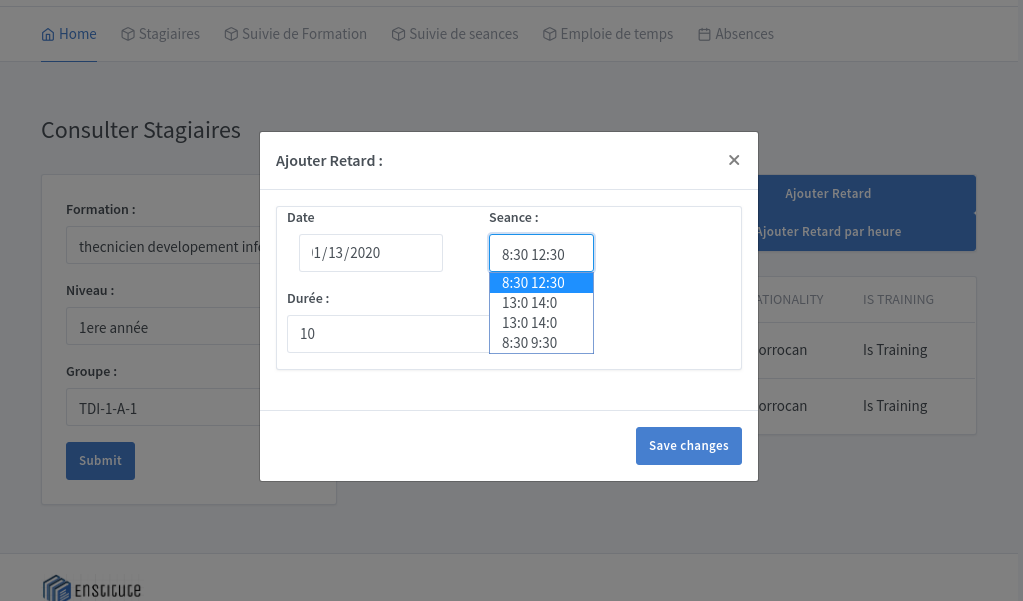 Home Stagiaires Suivie de Formation Suivie de seances Emploie de temps Absences
Consulter Stagiaires
Formation :
thecnicien developement inf
Niveau :
1ere année
Groupe :
TDI-1-A-1
Submit
Ajouter Retard :
×
Date
Seance :
1/13/2020
8:30 12:30
8:30 12:30
13:0 14:0
13:0 14:0
8:30 9:30
Durée :
10
Save changes
Ajouter Retard
Ajouter Retard par heure
ATIONALITY IS TRAINING
orrocan Is Training
orrocan Is Training
Enstitute